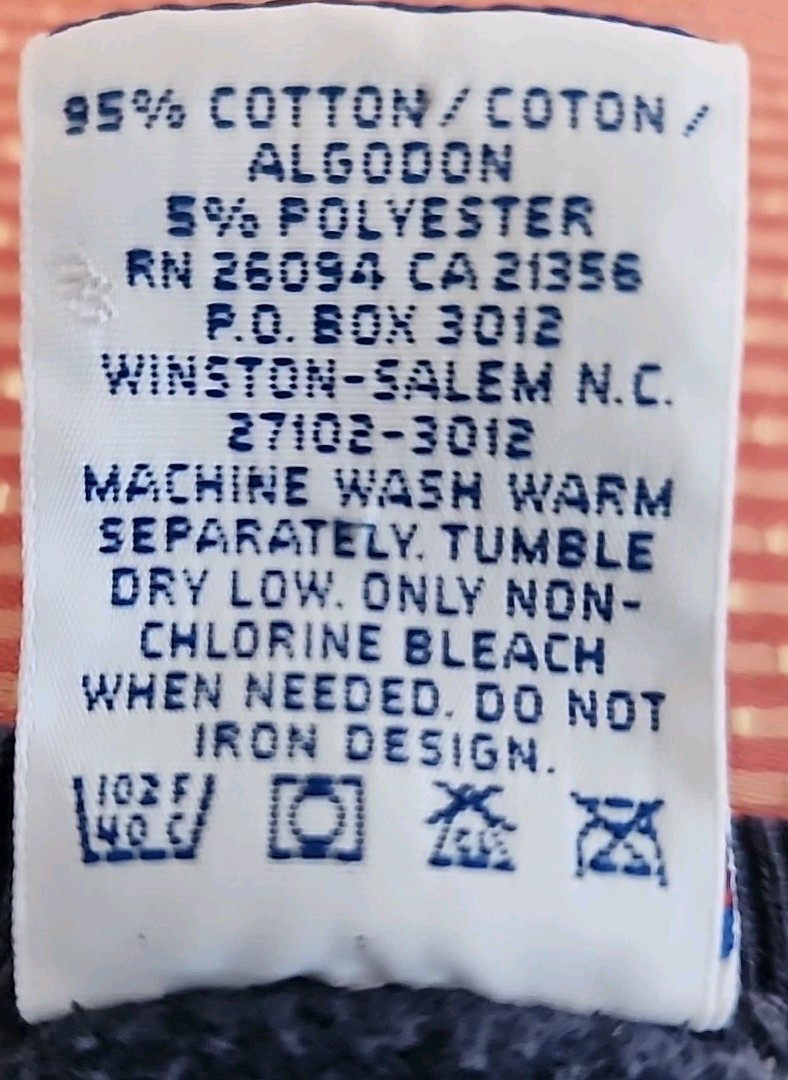 95% COTTON / COTON /
ALGODON
5% POLYESTER
RN 26094 CA 21356
P.O. BOX 3012
WINSTON-SALEM N.C.
27102-3012
MACHINE WASH WARM
SEPARATELY. TUMBLE
DRY LOW. ONLY NON-
CHLORINE BLEACH
WHEN NEEDED. DO NOT
IRON DESIGN.
102 F
40 C